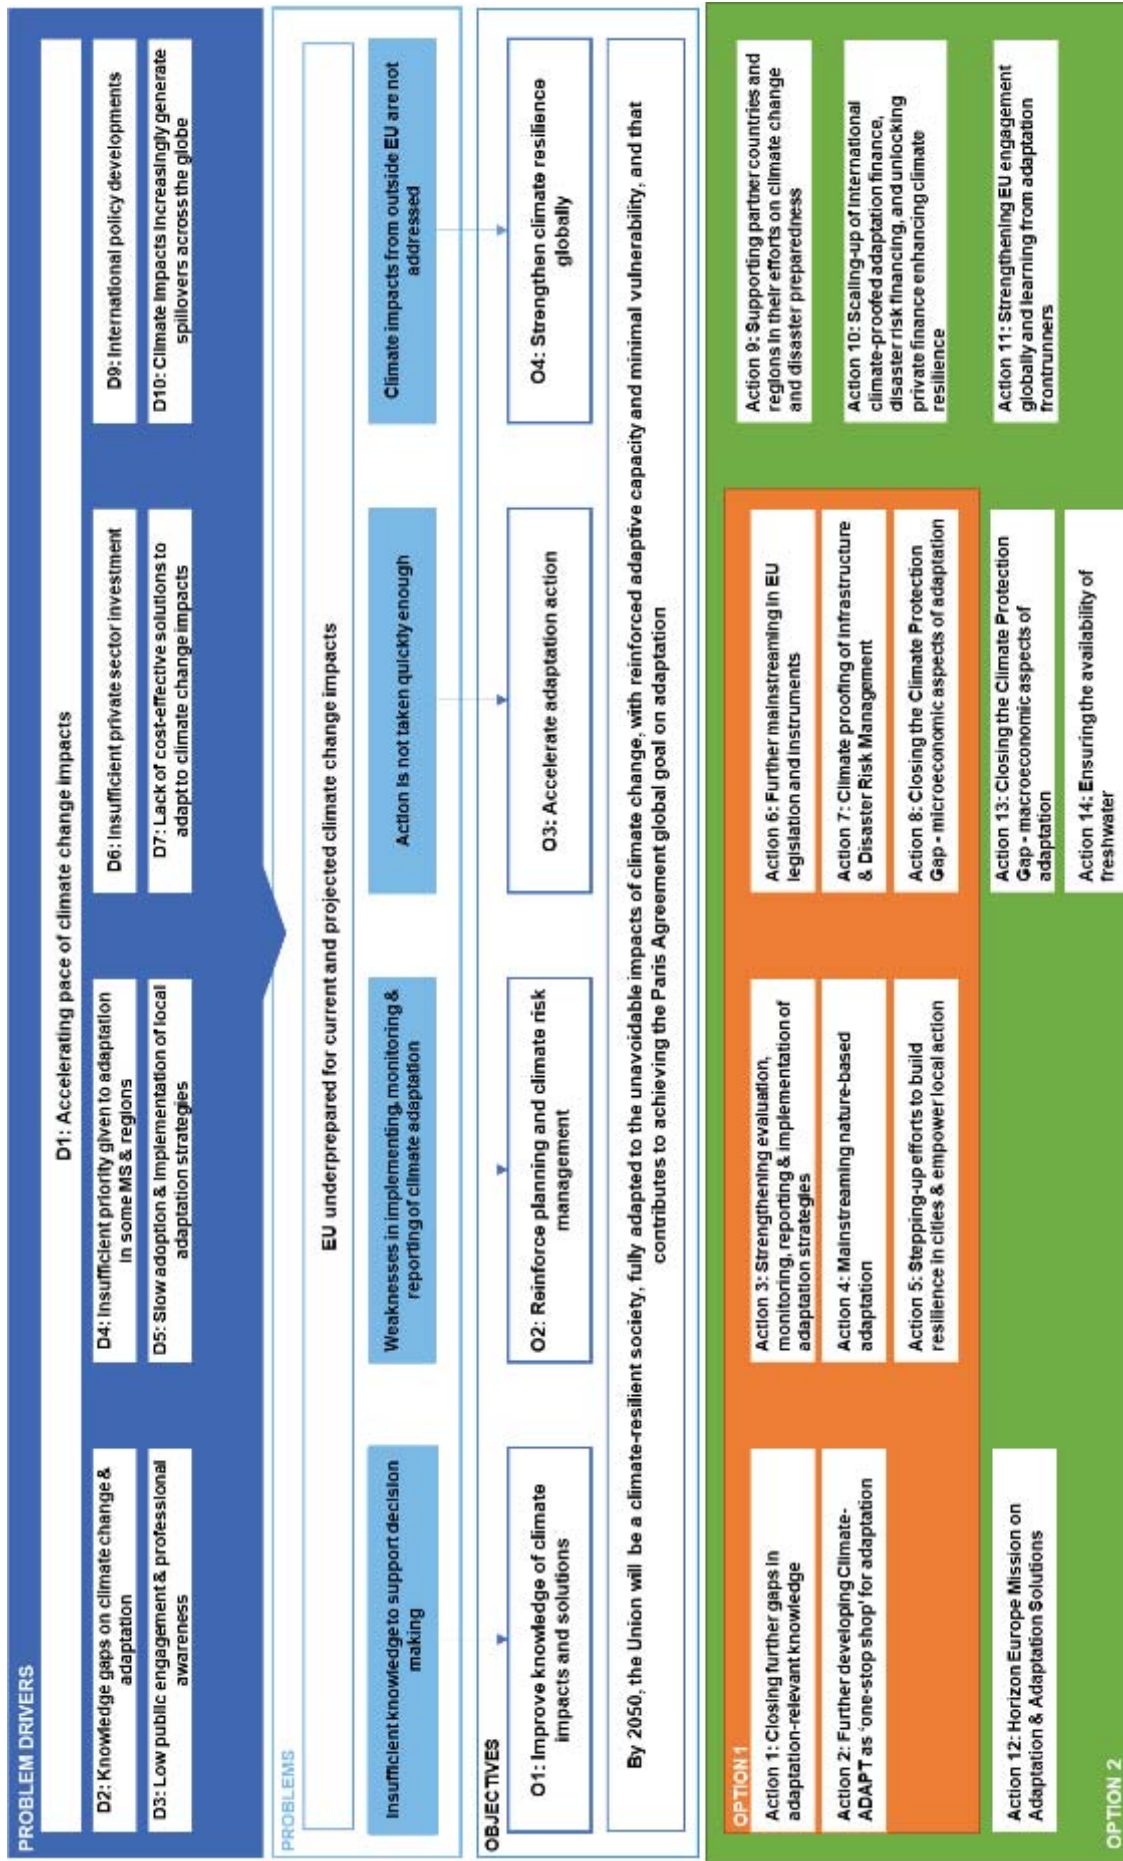 PROBLEM DRIVERS
D1: Accelerating pace of climate change impacts
D2: Knowledge gaps on climate change &
adaptation
D3: Low public engagement & professional
awareness
D4: Insufficient priority given to adaptation
in some MS & regions
D5: Slow adoption & implementation of local
adaptation strategies
D6: Insufficient private sector investment
D7: Lack of cost-effective solutions to
adapt to climate change impacts
D9: International policy developments
D10: Climate impacts increasingly generate
spillovers across the globe
PROBLEMS
EU underprepared for current and projected climate change impacts
Insufficient knowledge to support decision
making
Weaknesses in implementing, monitoring &
reporting of climate adaptation
Action is not taken quickly enough
Climate impacts from outside EU are not
addressed
OBJECTIVES
O1: Improve knowledge of climate
impacts and solutions
O2: Reinforce planning and climate risk
management
O3: Accelerate adaptation action
O4: Strengthen climate resilience
globally
By 2050, the Union will be a climate-resilient society, fully adapted to the unavoidable impacts of climate change, with reinforced adaptive capacity and minimal vulnerability, and that
contributes to achieving the Paris Agreement global goal on adaptation
OPTION 1
Action 1: Closing further gaps in
adaptation-relevant knowledge
Action 2: Further developing Climate-
ADAPT as 'one-stop shop' for adaptation
Action 3: Strengthening evaluation,
monitoring, reporting & implementation of
adaptation strategies
Action 4: Mainstreaming nature-based
adaptation
Action 5: Stepping-up efforts to build
resilience in cities & empower local action
Action 6: Further mainstreaming in EU
legislation and instruments
Action 7: Climate proofing of Infrastructure
& Disaster Risk Management
Action 8: Closing the Climate Protection
Gap - microeconomic aspects of adaptation
Action 9: Supporting partner countries and
regions in their efforts on climate change
and disaster preparedness
Action 10: Scaling-up of International
climate-proofed adaptation finance,
disaster risk financing, and unlocking
private finance enhancing climate
resilience
Action 11: Strengthening EU engagement
globally and learning from adaptation
frontrunners
Action 12: Horizon Europe Mission on
Adaptation & Adaptation Solutions
Action 13: Closing the Climate Protection
Gap - macroeconomic aspects of
adaptation
Action 14: Ensuring the availability of
freshwater
OPTION 2